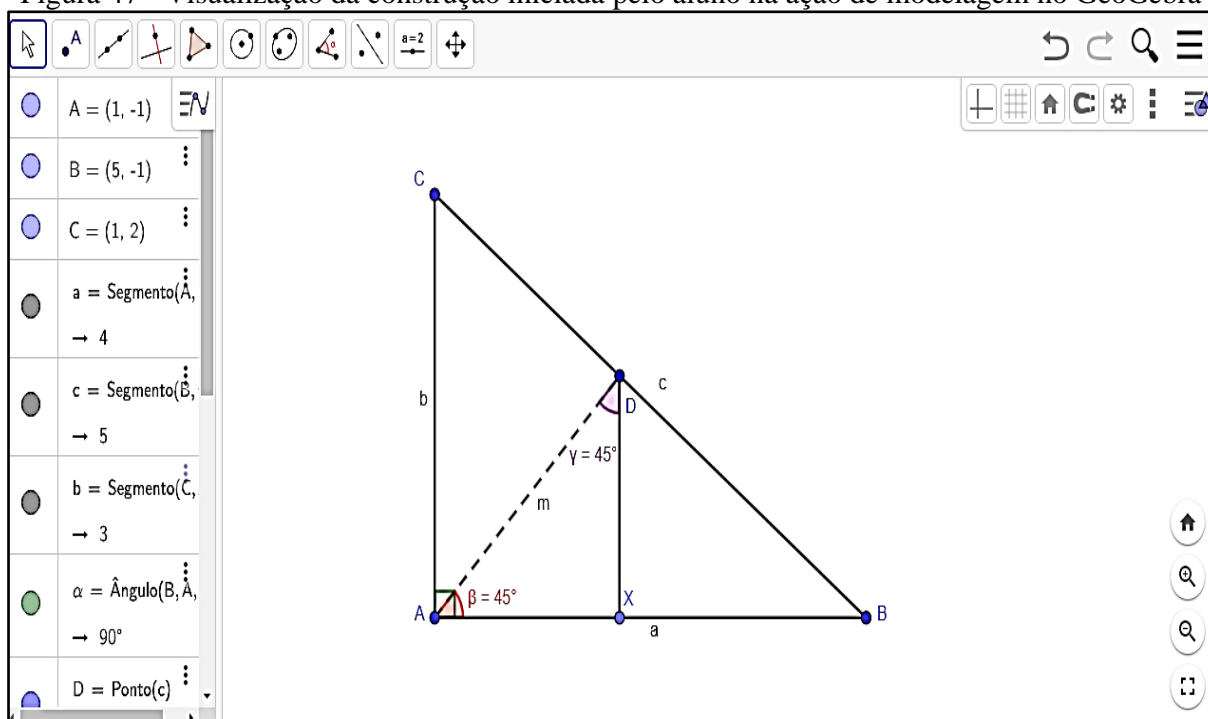 Figura 47 – Visualização da construção iniciada pelo aluno na ação de modelagem no GeoGebra
A
a=2
A = (1, -1)
B = (5, -1)
C = (1, 2)
a = Segmento(A,
→ 4
c = Segmento(B,
→ 5
b = Segmento(C,
→ 3
α = Ângulo(B, A,
→ 90°
D = Ponto(c)
C
b
c
D
γ = 45°
m
β = 45°
A
X
B
a